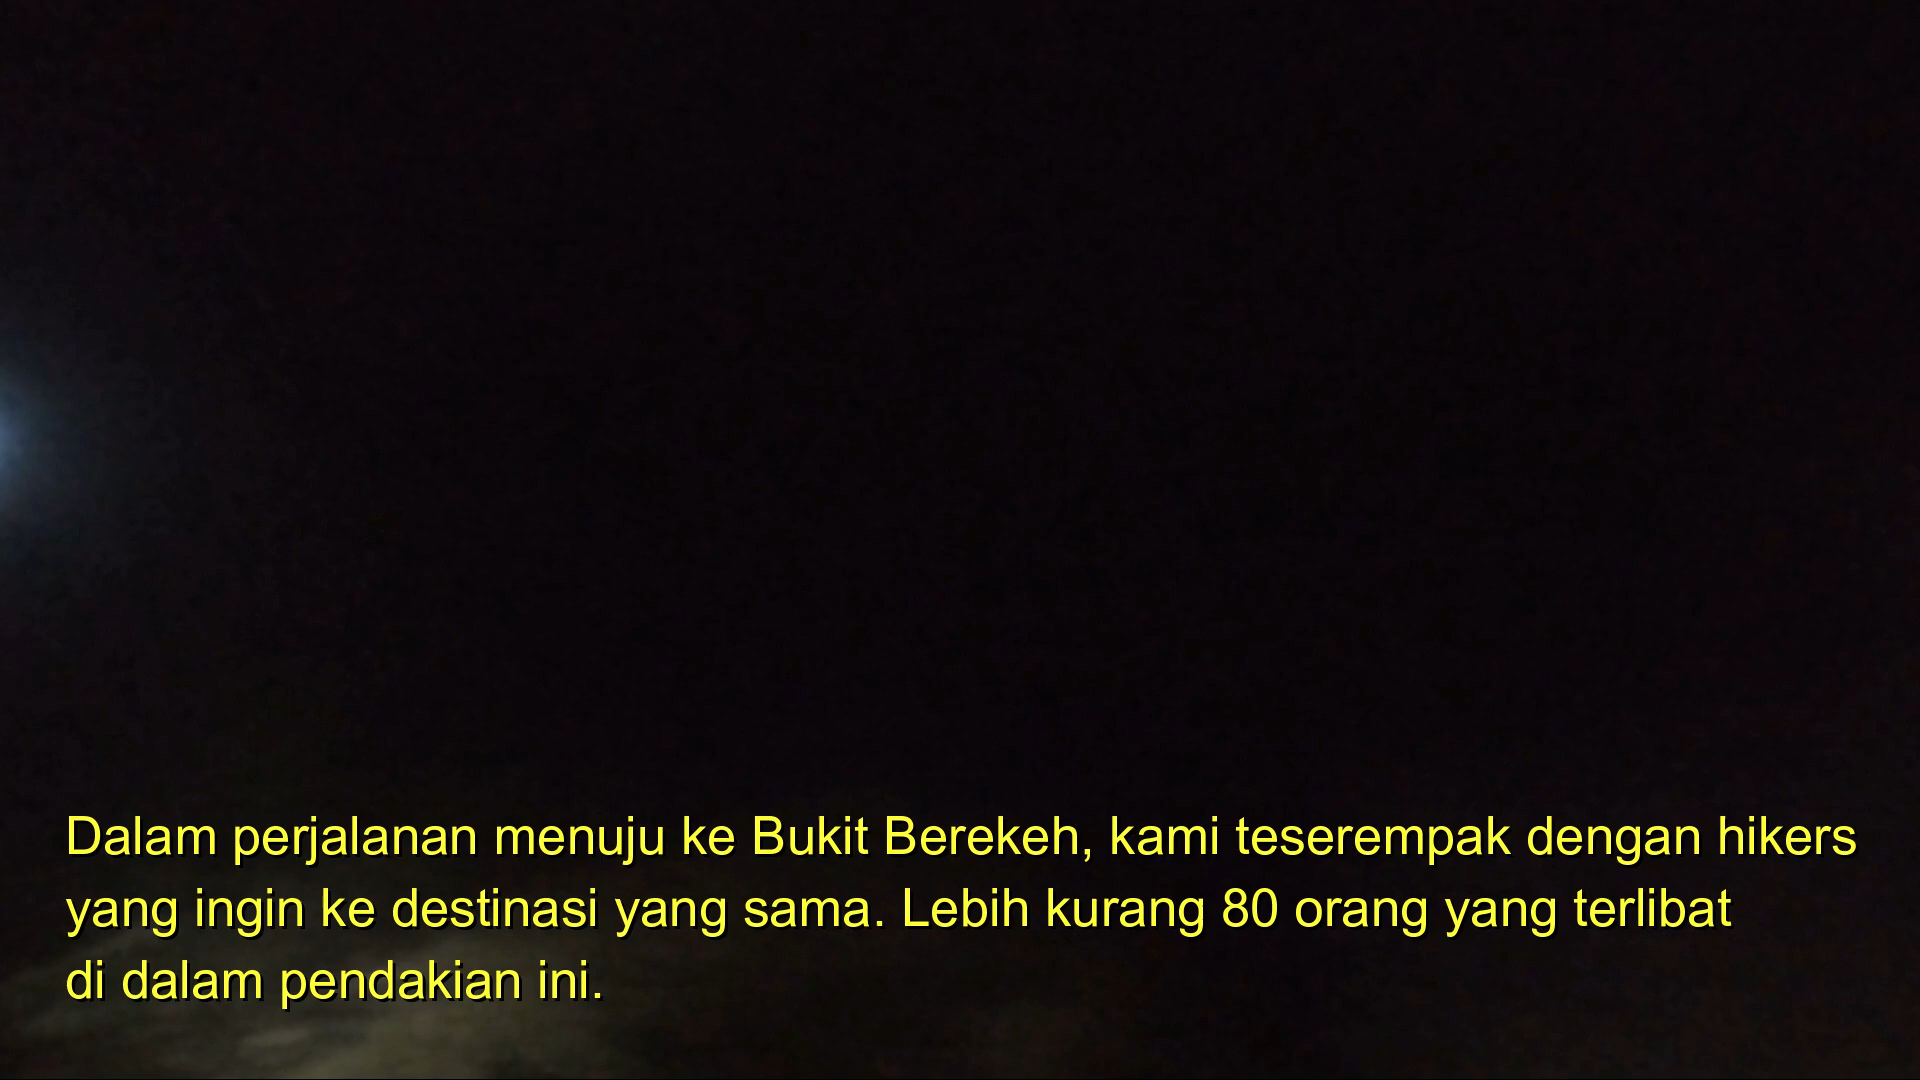 Dalam perjalanan menuju ke Bukit Berekeh, kami teserempak dengan hikers
yang ingin ke destinasi yang sama. Lebih kurang 80 orang yang terlibat
di dalam pendakian ini.